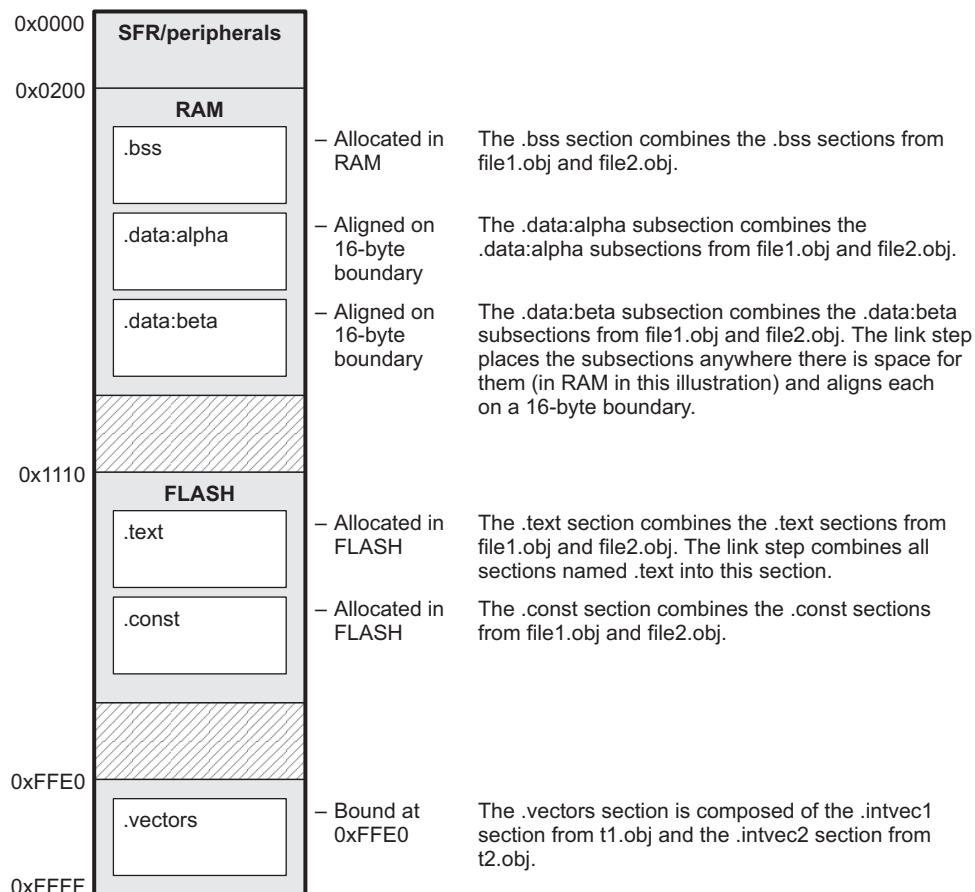 0x0000
SFR/peripherals
0x0200
RAM
.bss
– Allocated in
RAM
The .bss section combines the .bss sections from
file1.obj and file2.obj.
.data:alpha
– Aligned on
16-byte
boundary
The .data:alpha subsection combines the
.data:alpha subsections from file1.obj and file2.obj.
.data:beta
– Aligned on
16-byte
boundary
The .data:beta subsection combines the .data:beta
subsections from file1.obj and file2.obj. The link step
places the subsections anywhere there is space for
them (in RAM in this illustration) and aligns each
on a 16-byte boundary.
0x1110
FLASH
.text
– Allocated in
FLASH
The .text section combines the .text sections from
file1.obj and file2.obj. The link step combines all
sections named .text into this section.
.const
– Allocated in
FLASH
The .const section combines the .const sections
from file1.obj and file2.obj.
0xFFE0
.vectors
– Bound at
0xFFE0
The .vectors section is composed of the .intvec1
section from t1.obj and the .intvec2 section from
t2.obj.
0xFFFF